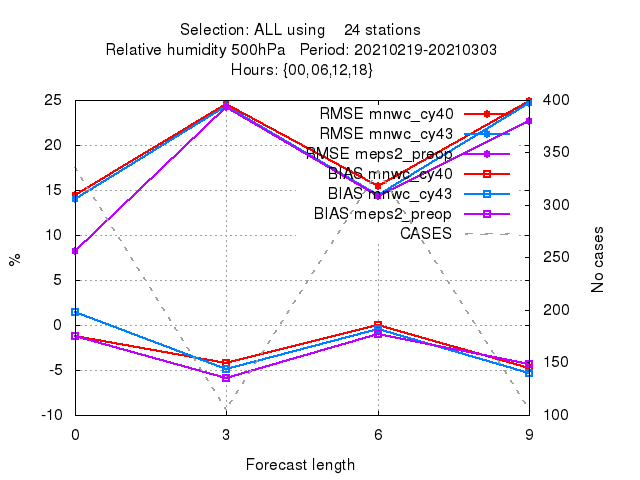 Selection: ALL using 24 stations
Relative humidity 500hPa Period: 20210219-20210303
Hours: {00,06,12,18}
25
20
15
10
5
0
-5
-10
%
400
350
300
250
200
150
100
No cases
RMSE mnwc_cy40
RMSE mnwc_cy43
RMSE meps2_preop
BIAS mnwc_cy40
BIAS mnwc_cy43
BIAS meps2_preop
CASES
0 3 6 9
Forecast length